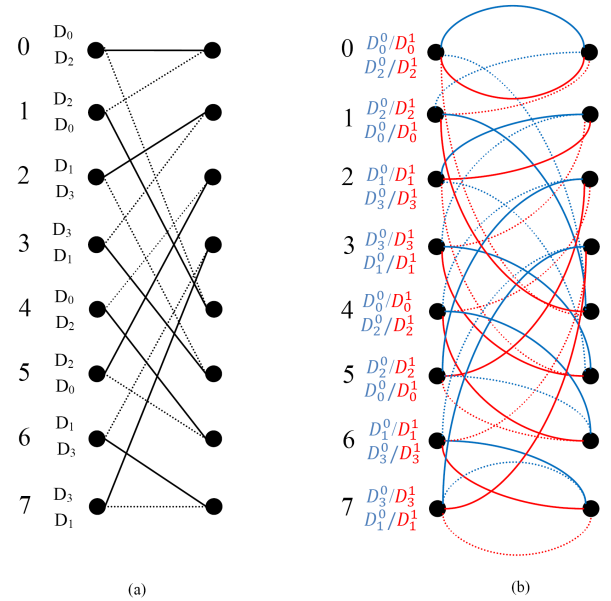 0 D₀ D₂
1 D₂ D₀
2 D₁ D₃
3 D₃ D₁
4 D₀ D₂
5 D₂ D₀
6 D₁ D₃
7 D₃ D₁
(a)
0 D₀⁰/D₀¹ D₂⁰/D₂¹
1 D₂⁰/D₂¹ D₀⁰/D₀¹
2 D₁⁰/D₁¹ D₃⁰/D₃¹
3 D₃⁰/D₃¹ D₁⁰/D₁¹
4 D₀⁰/D₀¹ D₂⁰/D₂¹
5 D₂⁰/D₂¹ D₀⁰/D₀¹
6 D₁⁰/D₁¹ D₃⁰/D₃¹
7 D₃⁰/D₃¹ D₁⁰/D₁¹
(b)